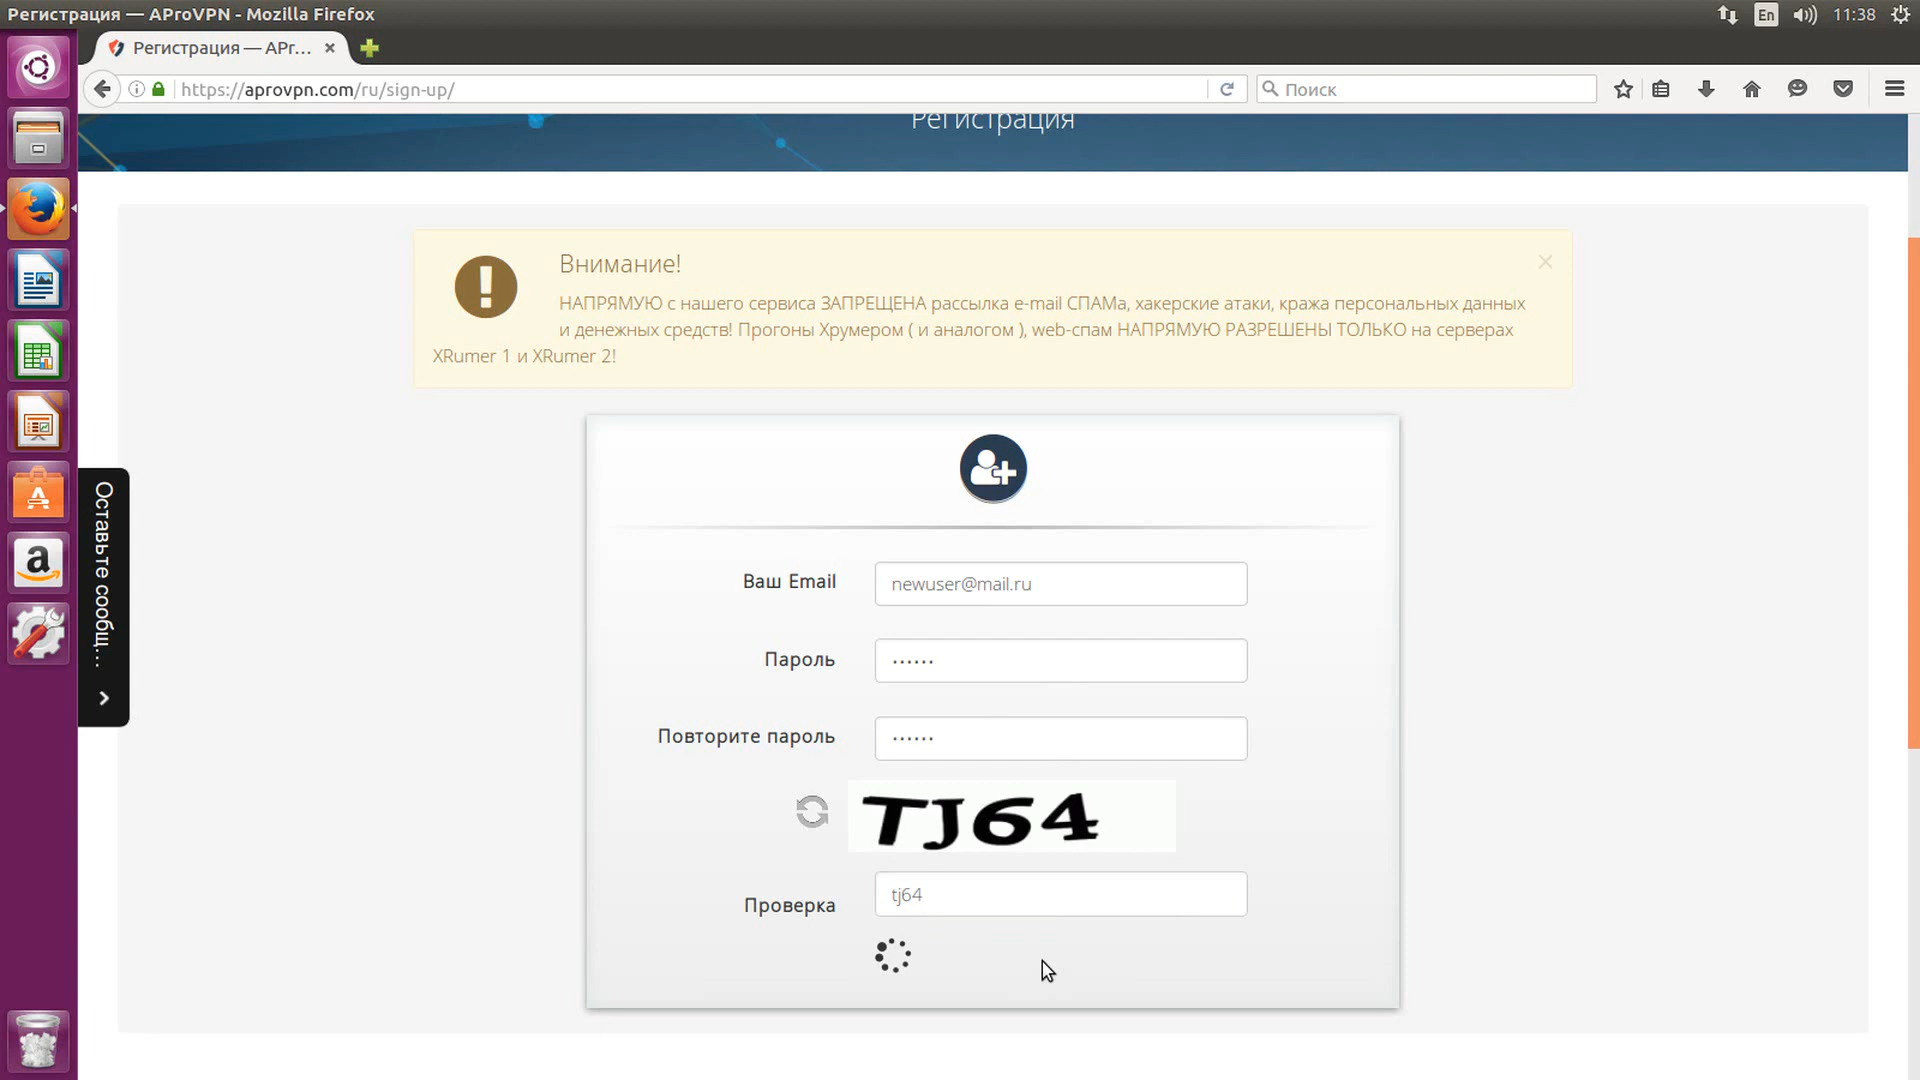 Регистрация — AProVPN - Mozilla Firefox
En
11:38
Регистрация — APr...
https://aprovpn.com/ru/sign-up/
Поиск
Регистрация
Внимание!
НАПРЯМУЮ с нашего сервиса ЗАПРЕЩЕНА рассылка e-mail СПАМа, хакерские атаки, кража персональных данных
и денежных средств! Прогоны Хрумером ( и аналогом ), web-спам НАПРЯМУЮ РАЗРЕШЕНЫ ТОЛЬКО на серверах
XRumer 1 и XRumer 2!
Оставьте сообщ...
Ваш Email
newuser@mail.ru
Пароль
······
Повторите пароль
······
TJ64
Проверка
tj64